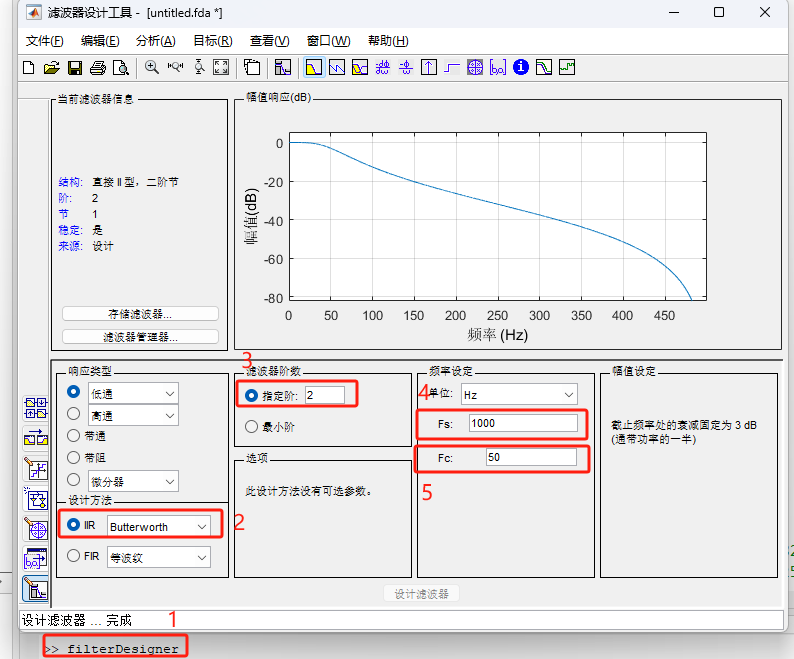 滤波器设计工具 - [untitled.fda *]
文件(F) 编辑(E) 分析(A) 目标(R) 查看(V) 窗口(W) 帮助(H)
当前滤波器信息
结构: 直接 II 型，二阶节
阶: 2
节 1
稳定: 是
来源: 设计
存储滤波器...
滤波器管理器...
幅值响应(dB)
幅值(dB)
0
-20
-40
-60
-80
0 50 100 150 200 250 300 350 400 450
频率 (Hz)
响应类型
低通
高通
带通
带阻
微分器
设计方法
IIR Butterworth
2
FIR 等波纹
3
滤波器阶数
指定阶: 2
最小阶
选项
此设计方法没有可选参数。
频率设定
4
单位: Hz
Fs: 1000
Fc: 50
5
幅值设定
截止频率处的衰减固定为 3 dB
(通带功率的一半)
设计滤波器
设计滤波器 ... 完成
1
>> filterDesigner